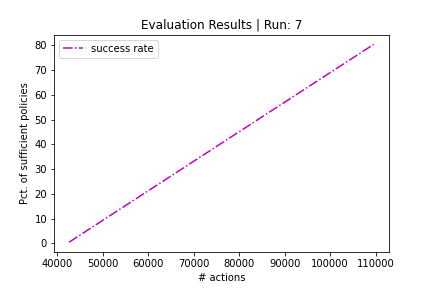 Evaluation Results | Run: 7
success rate
Pct. of sufficient policies
80
70
60
50
40
30
20
10
0
40000 50000 60000 70000 80000 90000 100000 110000
# actions